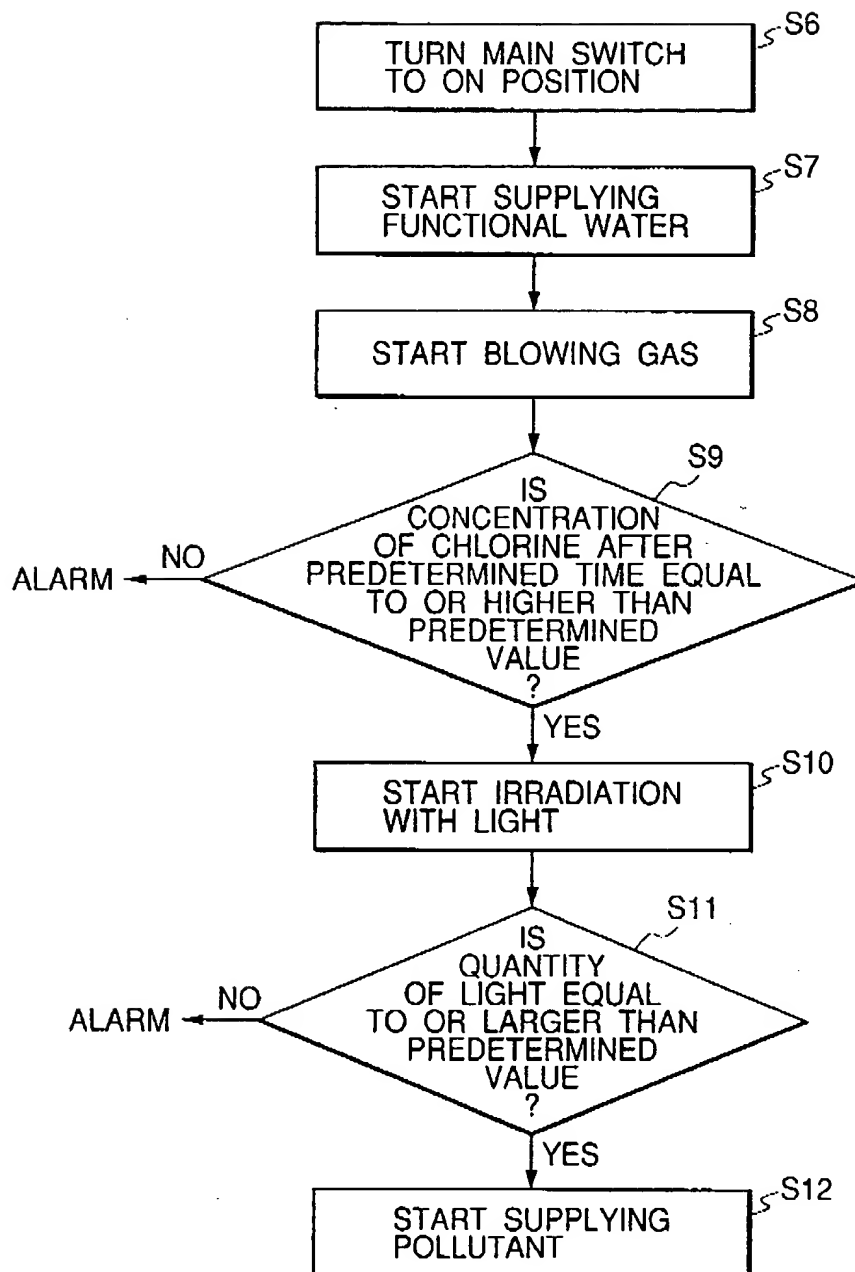 S6
TURN MAIN SWITCH
TO ON POSITION
S7
START SUPPLYING
FUNCTIONAL WATER
S8
START BLOWING GAS
S9
IS
CONCENTRATION
OF CHLORINE AFTER
PREDETERMINED TIME EQUAL
TO OR HIGHER THAN
PREDETERMINED
VALUE
?
NO
ALARM
YES
S10
START IRRADIATION
WITH LIGHT
S11
IS
QUANTITY
OF LIGHT EQUAL
TO OR LARGER THAN
PREDETERMINED
VALUE
?
NO
ALARM
YES
S12
START SUPPLYING
POLLUTANT